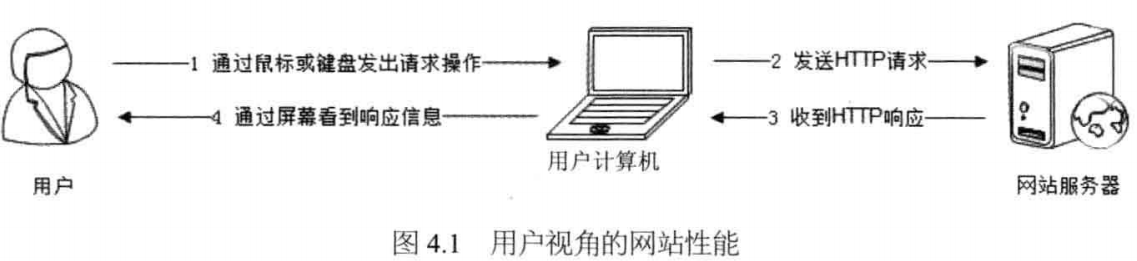 1 通过鼠标或键盘发出请求操作
2 发送HTTP请求
4 通过屏幕看到响应信息
3 收到HTTP响应
用户计算机
用户
网站服务器
图 4.1 用户视角的网站性能